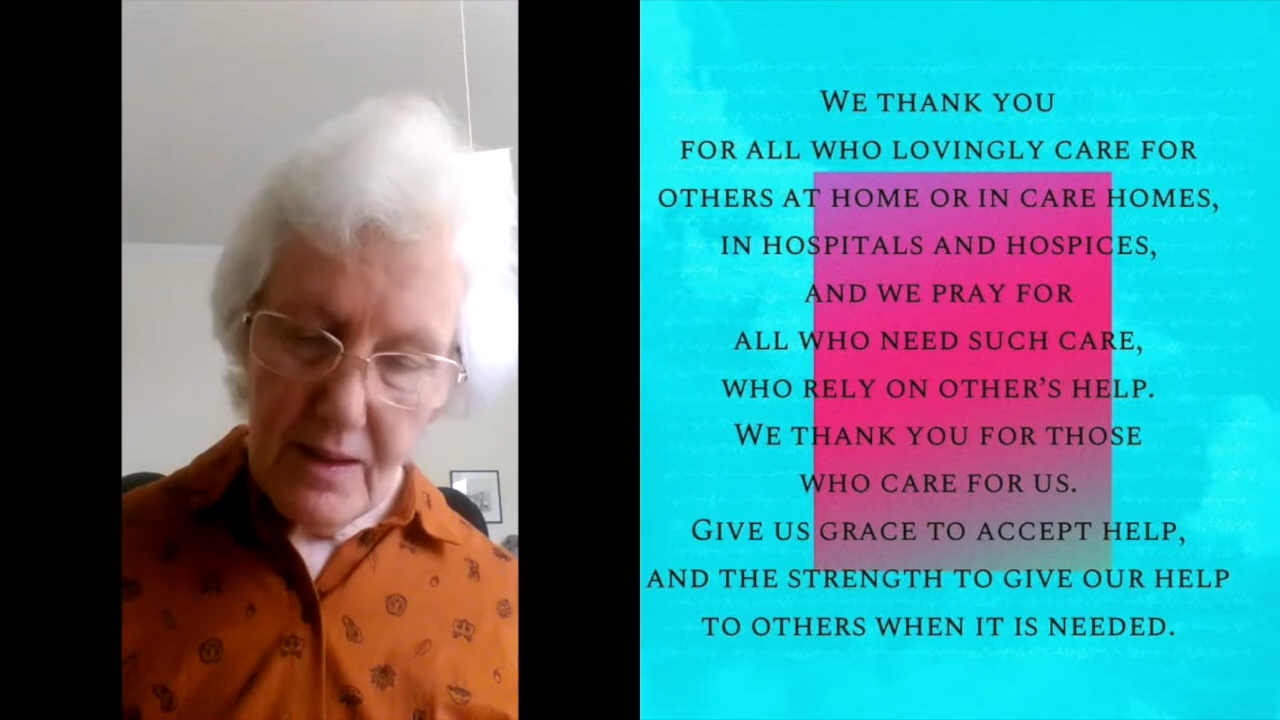 We thank you
for all who lovingly care for
others at home or in care homes,
in hospitals and hospices,
and we pray for
all who need such care,
who rely on other’s help.
We thank you for those
who care for us.
Give us grace to accept help,
and the strength to give our help
to others when it is needed.